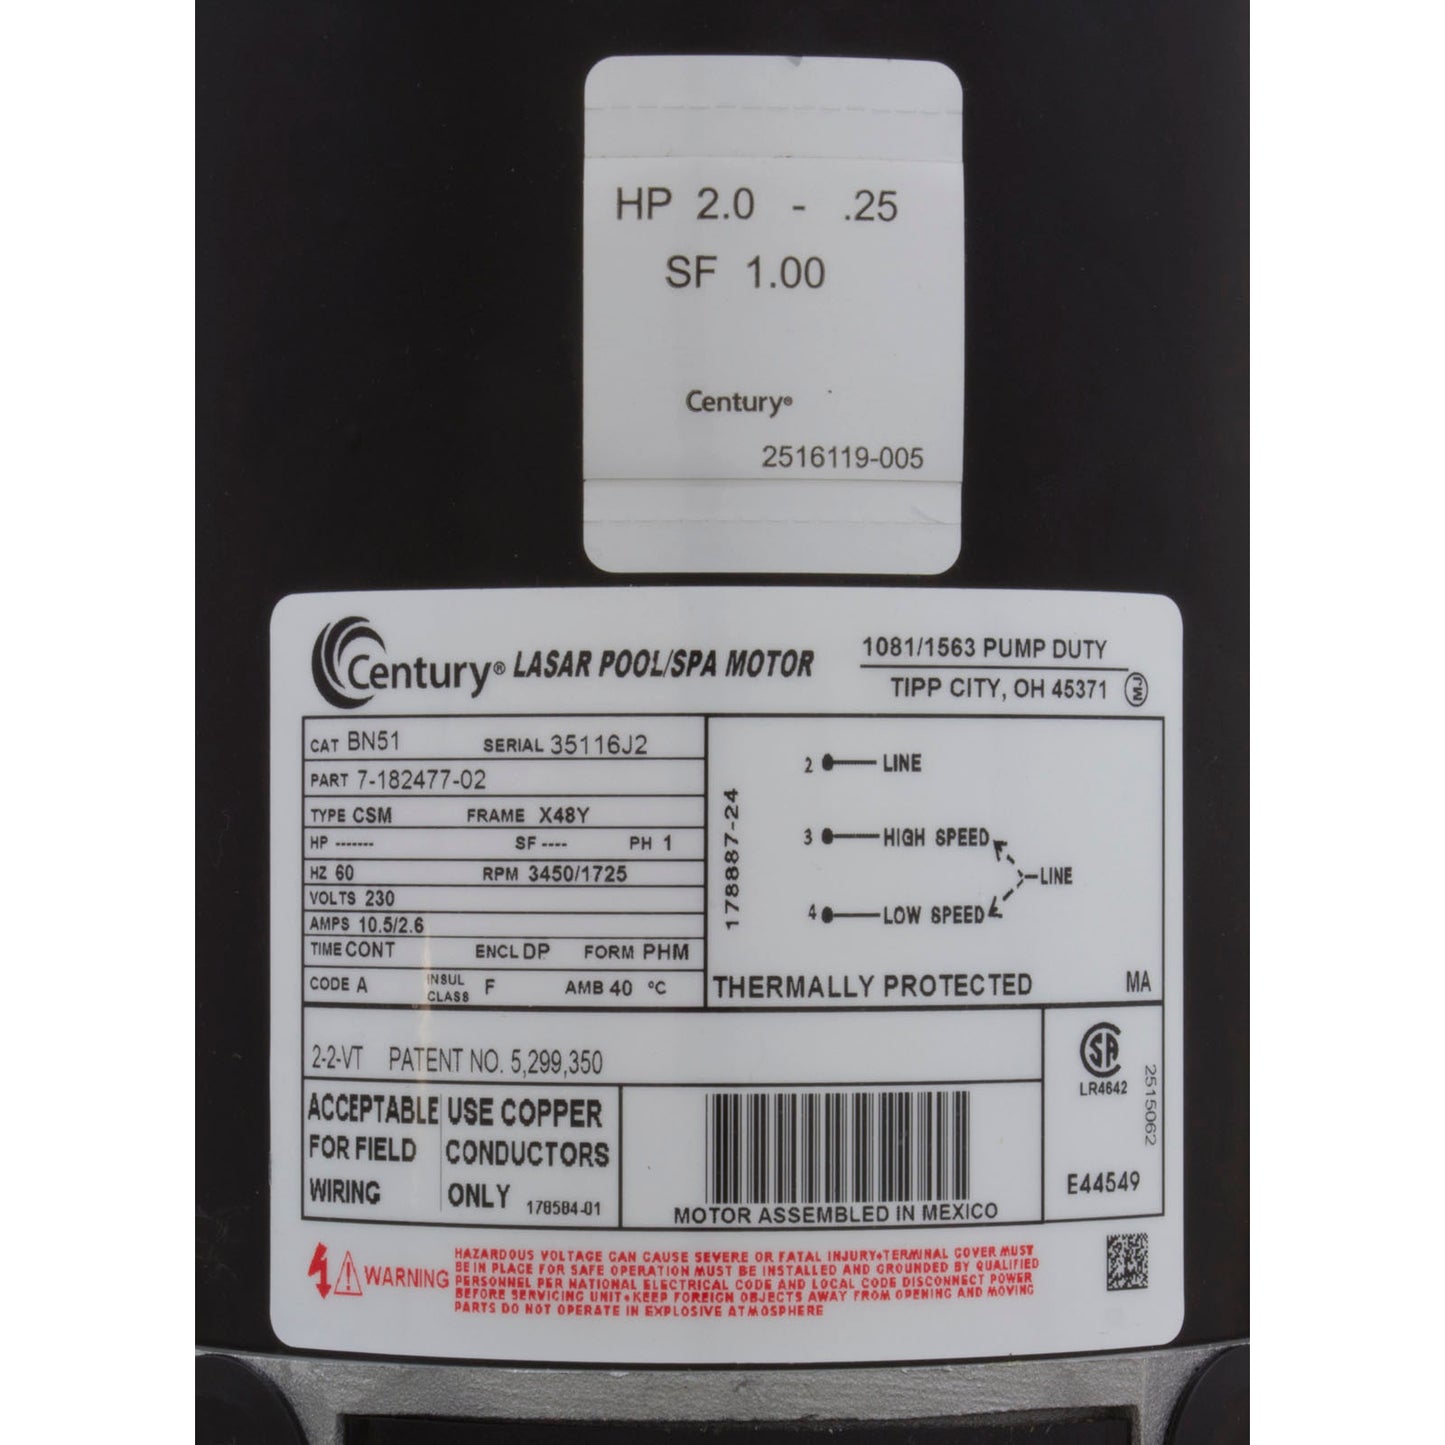 HP 2.0 - .25
SF 1.00
Century®
2516119-005
Century® LASAR POOL/SPA MOTOR
1081/1563 PUMP DUTY
TIPP CITY, OH 45371 MJ
CAT BN51 SERIAL 35116J2
PART 7-182477-02
TYPE CSM FRAME X48Y
HP ------- SF ---- PH 1
HZ 60 RPM 3450/1725
VOLTS 230
AMPS 10.5/2.6
TIME CONT ENCL DP FORM PHM
CODE A INSUL CLASS F AMB 40 °C
178887-24
2 LINE
3 HIGH SPEED
LINE
4 LOW SPEED
THERMALLY PROTECTED MA
2-2-VT PATENT NO. 5,299,350
ACCEPTABLE
FOR FIELD
WIRING
USE COPPER
CONDUCTORS
ONLY 178584-01
MOTOR ASSEMBLED IN MEXICO
SA
LR4642
2515062
E44549
WARNING
HAZARDOUS VOLTAGE CAN CAUSE SEVERE OR FATAL INJURY•TERMINAL COVER MUST
BE IN PLACE FOR SAFE OPERATION MUST BE INSTALLED AND GROUNDED BY QUALIFIED
PERSONNEL PER NATIONAL ELECTRICAL CODE AND LOCAL CODE DISCONNECT POWER
BEFORE SERVICING UNIT•KEEP FOREIGN OBJECTS AWAY FROM OPENING AND MOVING
PARTS DO NOT OPERATE IN EXPLOSIVE ATMOSPHERE